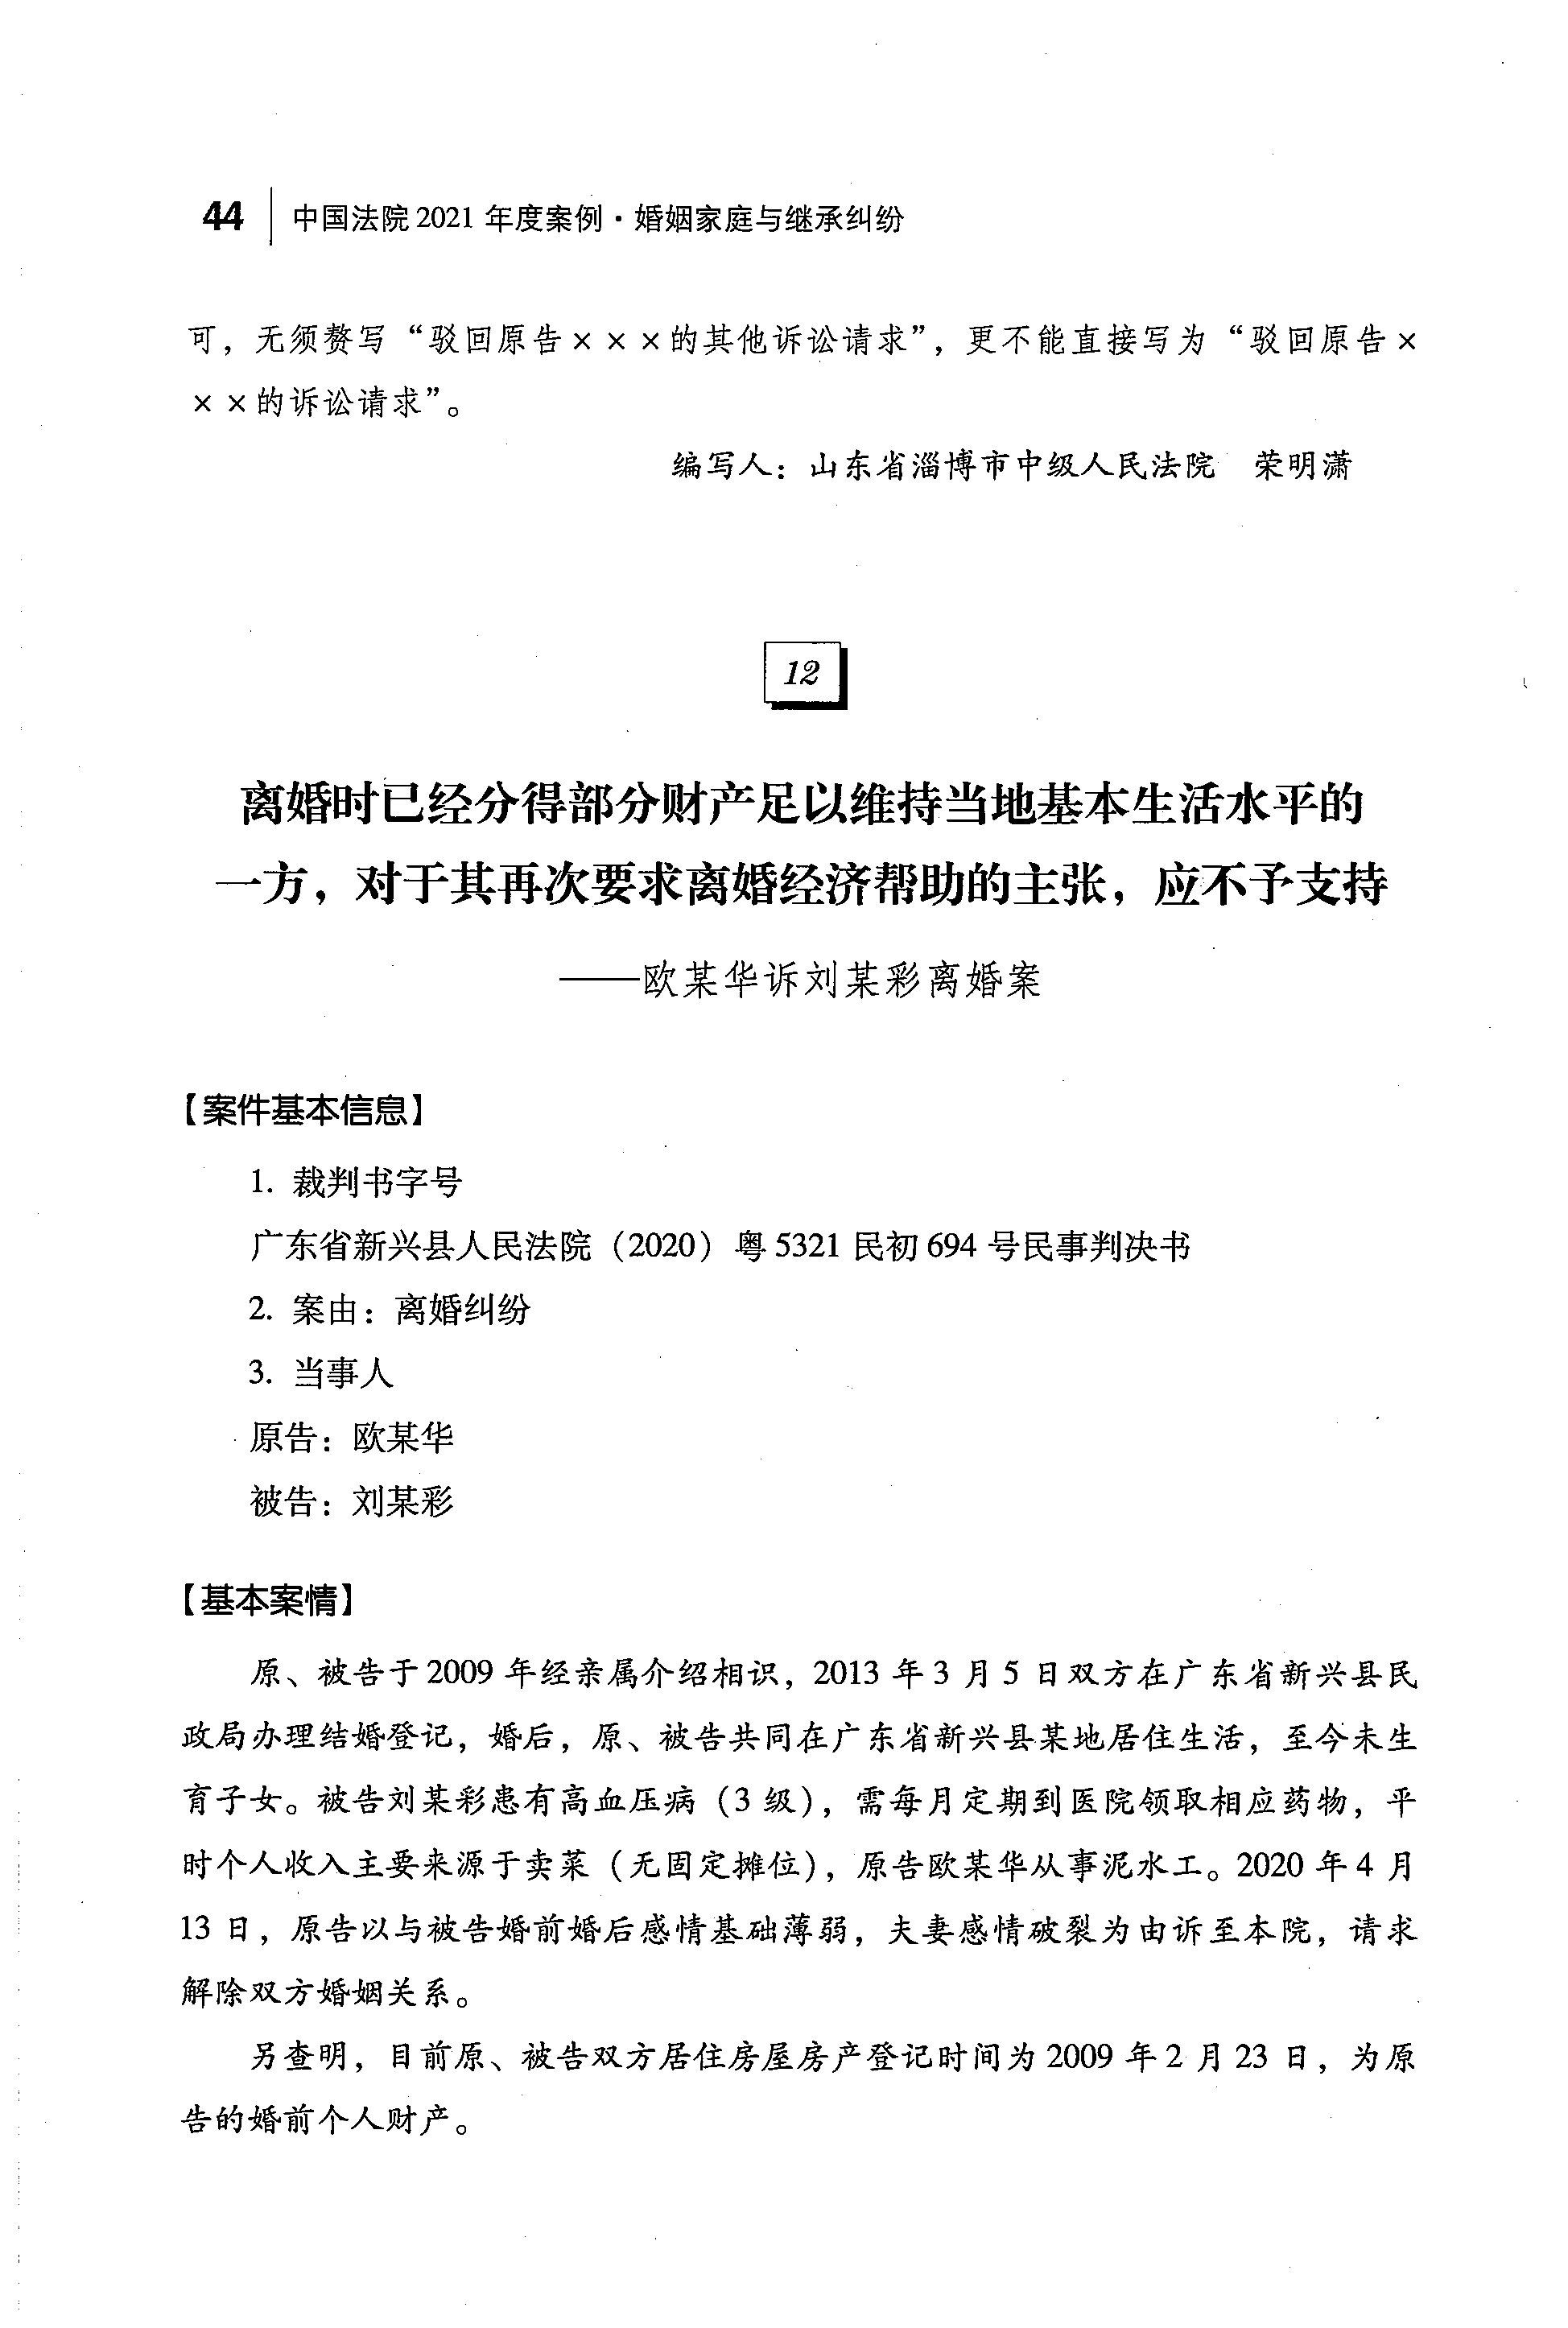 44 中国法院2021年度案例·婚姻家庭与继承纠纷
可，无须赘写“驳回原告×××的其他诉讼请求”，更不能直接写为“驳回原告×
××的诉讼请求”。
编写人：山东省淄博市中级人民法院 荣明潇
12
离婚时已经分得部分财产足以维持当地基本生活水平的
一方，对于其再次要求离婚经济帮助的主张，应不予支持
——欧某华诉刘某彩离婚案
【案件基本信息】
1. 裁判书字号
广东省新兴县人民法院（2020）粤5321民初694号民事判决书
2. 案由：离婚纠纷
3. 当事人
原告：欧某华
被告：刘某彩
【基本案情】
原、被告于2009年经亲属介绍相识，2013年3月5日双方在广东省新兴县民
政局办理结婚登记，婚后，原、被告共同在广东省新兴县某地居住生活，至今未生
育子女。被告刘某彩患有高血压病（3级），需每月定期到医院领取相应药物，平
时个人收入主要来源于卖菜（无固定摊位），原告欧某华从事泥水工。2020年4月
13日，原告以与被告婚前婚后感情基础薄弱，夫妻感情破裂为由诉至本院，请求
解除双方婚姻关系。
另查明，目前原、被告双方居住房屋房产登记时间为2009年2月23日，为原
告的婚前个人财产。